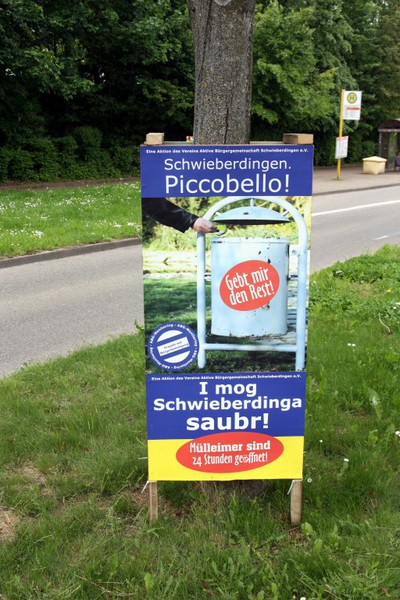 Eine Aktion des Vereins Aktive Bürgergemeinschaft Schwieberdingen e.V.
Schwieberdingen.
Piccobello!
Gebt mir
den Rest!
Eine Aktion des Vereins Aktive Bürgergemeinschaft Schwieberdingen e.V.
I mog
Schwieberdinga
saubr!
Mülleimer sind
24 Stunden geöffnet!
H